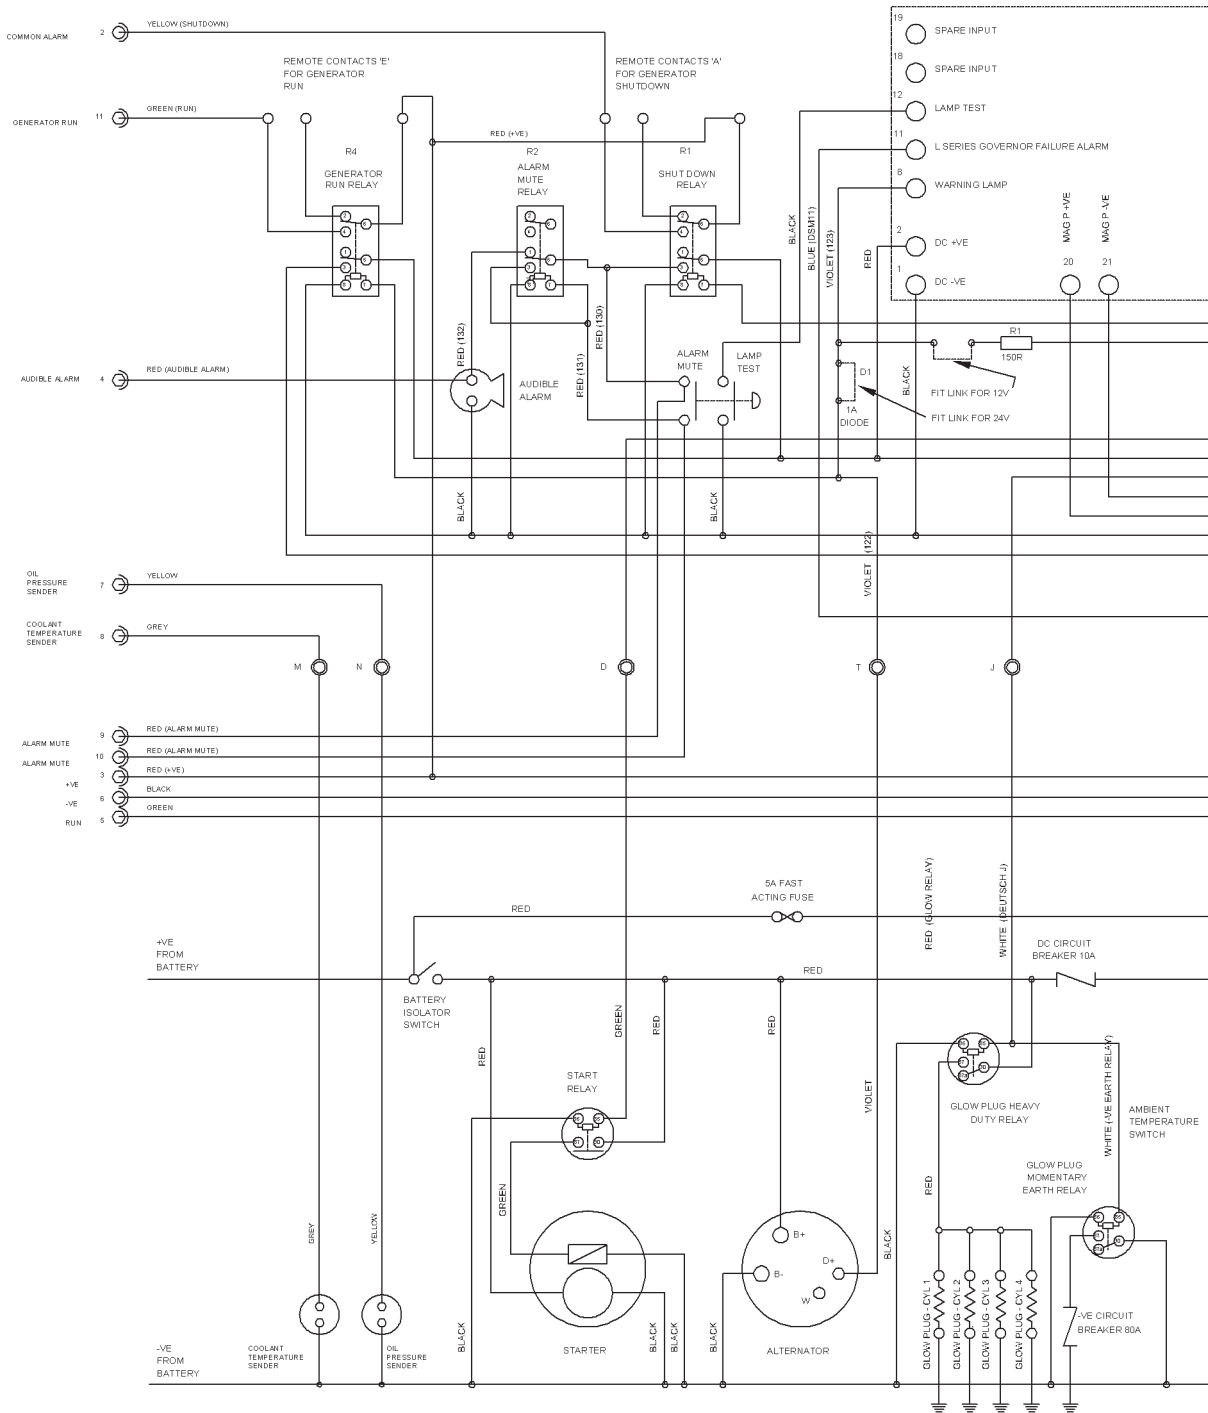 COMMON ALARM
2
YELLOW (SHUTDOWN)
19
SPARE INPUT
REMOTE CONTACTS 'E'
FOR GENERATOR
RUN
REMOTE CONTACTS 'A'
FOR GENERATOR
SHUTDOWN
18
SPARE INPUT
12
LAMP TEST
GENERATOR RUN
11
GREEN (RUN)
RED (+VE)
11
L SERIES GOVERNOR FAILURE ALARM
R4
GENERATOR
RUN RELAY
R2
ALARM
MUTE
RELAY
R1
SHUT DOWN
RELAY
8
WARNING LAMP
BLACK
BLUE (DSM11)
VIOLET (123)
RED
2
DC +VE
1
DC -VE
MAG P +VE
20
MAG P -VE
21
RED (132)
RED (130)
RED (131)
ALARM
MUTE
LAMP
TEST
R1
150R
FIT LINK FOR 12V
FIT LINK FOR 24V
D1
1A
DIODE
BLACK
AUDIBLE ALARM
4
RED (AUDIBLE ALARM)
AUDIBLE
ALARM
BLACK
BLACK
VIOLET (122)
OIL
PRESSURE
SENDER
7
YELLOW
COOLANT
TEMPERATURE
SENDER
8
GREY
M
N
D
T
J
ALARM MUTE
9
RED (ALARM MUTE)
ALARM MUTE
10
RED (ALARM MUTE)
+VE
3
RED (+VE)
-VE
6
BLACK
RUN
5
GREEN
5A FAST
ACTING FUSE
RED
RED (GLOW RELAY)
WHITE (DEUTSCH J)
+VE
FROM
BATTERY
BATTERY
ISOLATOR
SWITCH
RED
DC CIRCUIT
BREAKER 10A
RED
GREEN
RED
RED
START
RELAY
VIOLET
GLOW PLUG HEAVY
DUTY RELAY
WHITE (-VE EARTH RELAY)
AMBIENT
TEMPERATURE
SWITCH
GLOW PLUG
MOMENTARY
EARTH RELAY
GREEN
RED
GREY
YELLOW
BLACK
B+
B-
D+
W
BLACK
BLACK
BLACK
BLACK
GLOW PLUG - CYL 1
GLOW PLUG - CYL 2
GLOW PLUG - CYL 3
GLOW PLUG - CYL 4
-VE CIRCUIT
BREAKER 80A
-VE
FROM
BATTERY
COOLANT
TEMPERATURE
SENDER
OIL
PRESSURE
SENDER
STARTER
ALTERNATOR